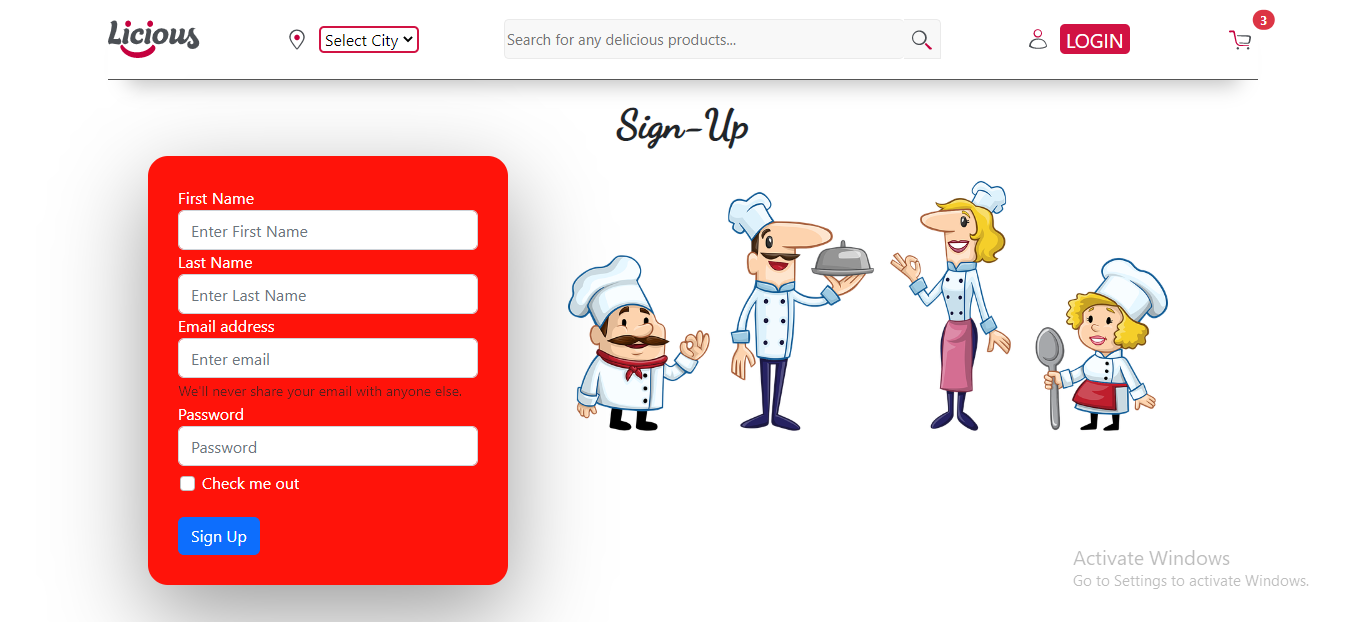 Licious
Select City
Search for any delicious products...
LOGIN
3
Sign-Up
First Name
Enter First Name
Last Name
Enter Last Name
Email address
Enter email
We'll never share your email with anyone else.
Password
Password
Check me out
Sign Up
Activate Windows
Go to Settings to activate Windows.